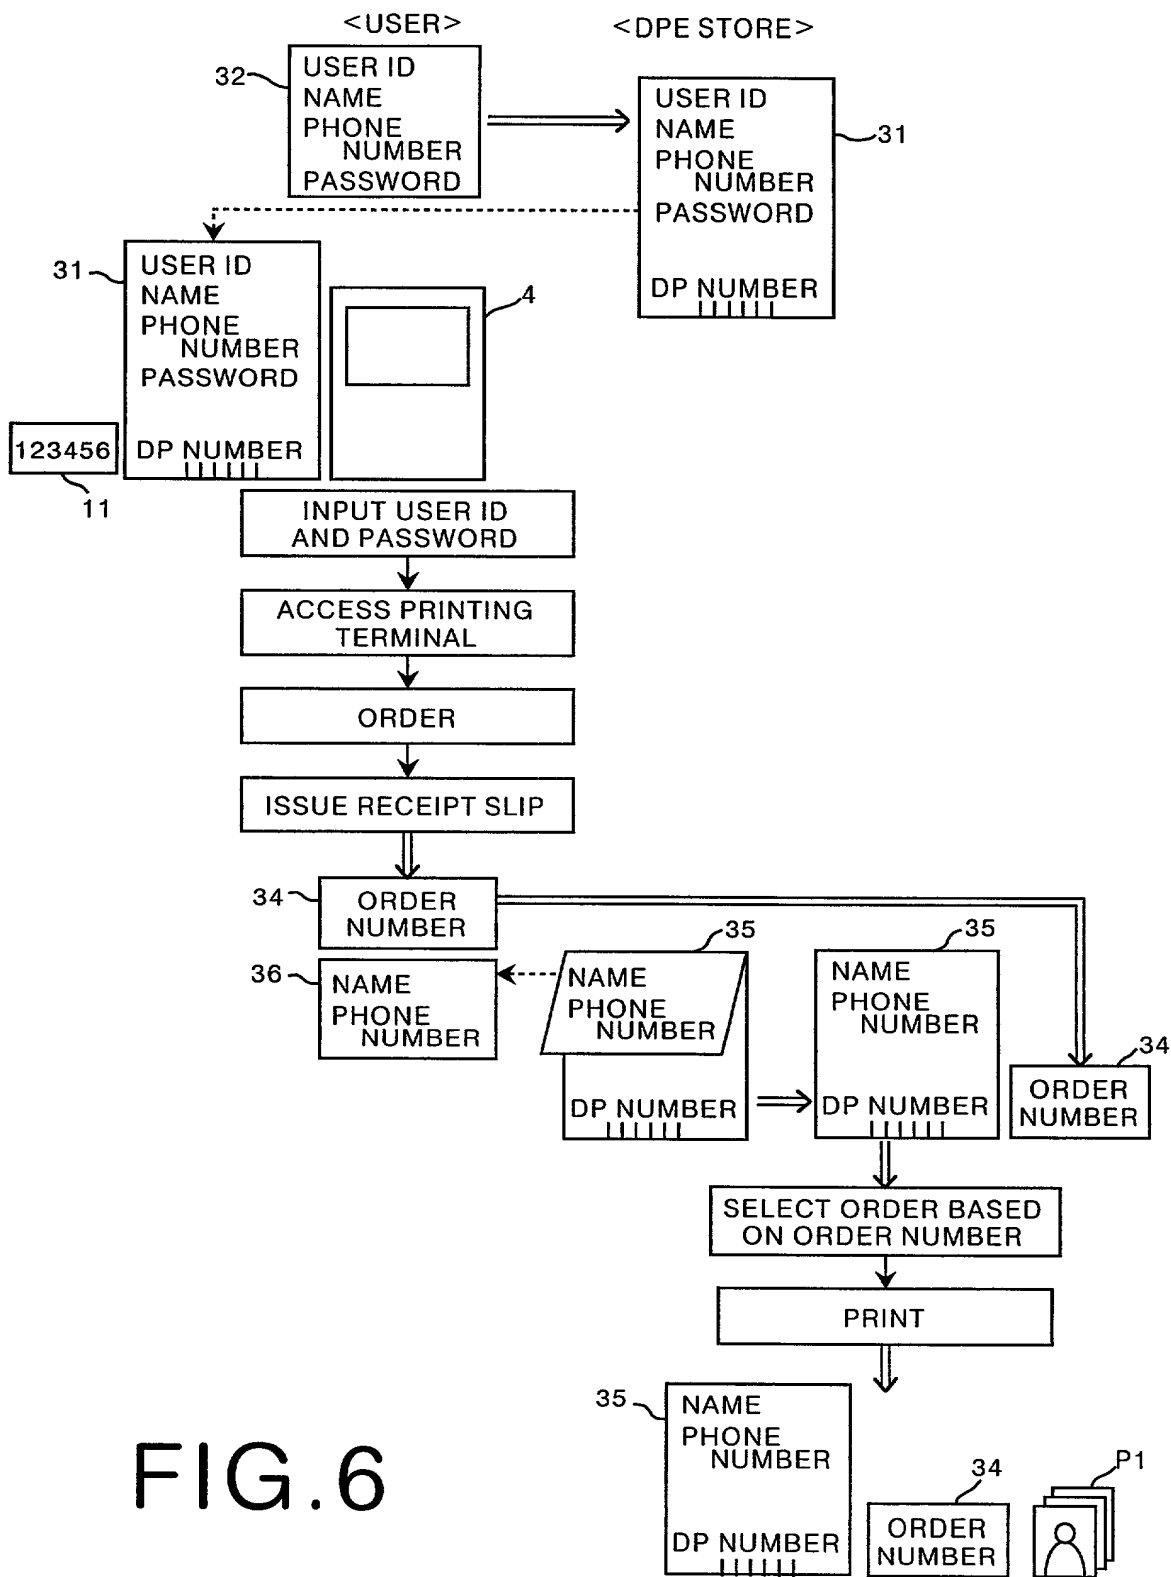 <USER>
<DPE STORE>
32
USER ID
NAME
PHONE
NUMBER
PASSWORD
USER ID
NAME
PHONE
NUMBER
PASSWORD
DP NUMBER
31
31
USER ID
NAME
PHONE
NUMBER
PASSWORD
DP NUMBER
4
123456
11
INPUT USER ID
AND PASSWORD
ACCESS PRINTING
TERMINAL
ORDER
ISSUE RECEIPT SLIP
34
ORDER
NUMBER
36
NAME
PHONE
NUMBER
35
NAME
PHONE
NUMBER
DP NUMBER
35
NAME
PHONE
NUMBER
DP NUMBER
34
ORDER
NUMBER
SELECT ORDER BASED
ON ORDER NUMBER
PRINT
35
NAME
PHONE
NUMBER
DP NUMBER
34
ORDER
NUMBER
P1
FIG.6